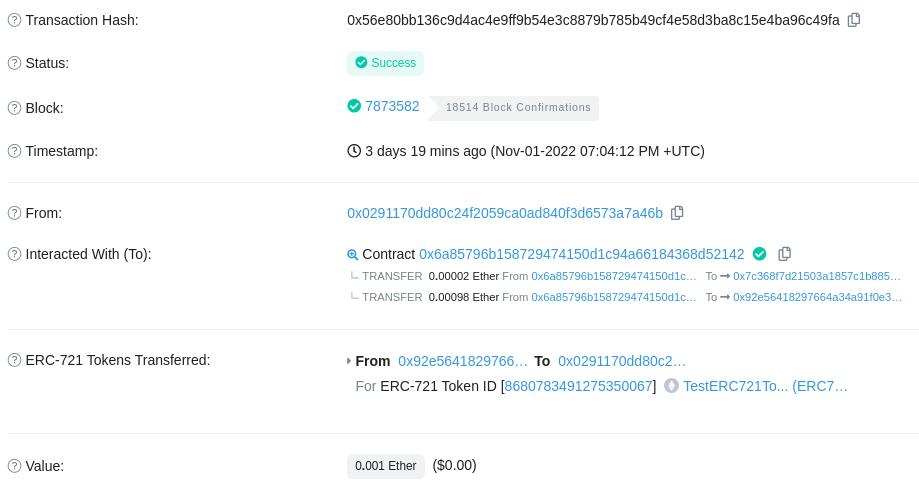 Transaction Hash: 0x56e80bb136c9d4ac4e9ff9b54e3c8879b785b49cf4e58d3ba8c15e4ba96c49fa
Status: Success
Block: 7873582 18514 Block Confirmations
Timestamp: 3 days 19 mins ago (Nov-01-2022 07:04:12 PM +UTC)
From: 0x0291170dd80c24f2059ca0ad840f3d6573a7a46b
Interacted With (To): Contract 0x6a85796b158729474150d1c94a66184368d52142
TRANSFER 0.00002 Ether From 0x6a85796b158729474150d1c... To 0x7c368f7d21503a1857c1b885...
TRANSFER 0.00098 Ether From 0x6a85796b158729474150d1c... To 0x92e56418297664a34a91f0e3...
ERC-721 Tokens Transferred: From 0x92e5641829766... To 0x0291170dd80c2...
For ERC-721 Token ID [8680783491275350067] TestERC721To... (ERC7...
Value: 0.001 Ether ($0.00)